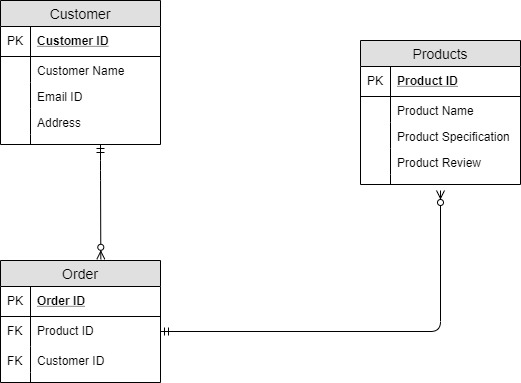 Customer
PK Customer ID
Customer Name
Email ID
Address
Products
PK Product ID
Product Name
Product Specification
Product Review
Order
PK Order ID
FK Product ID
FK Customer ID